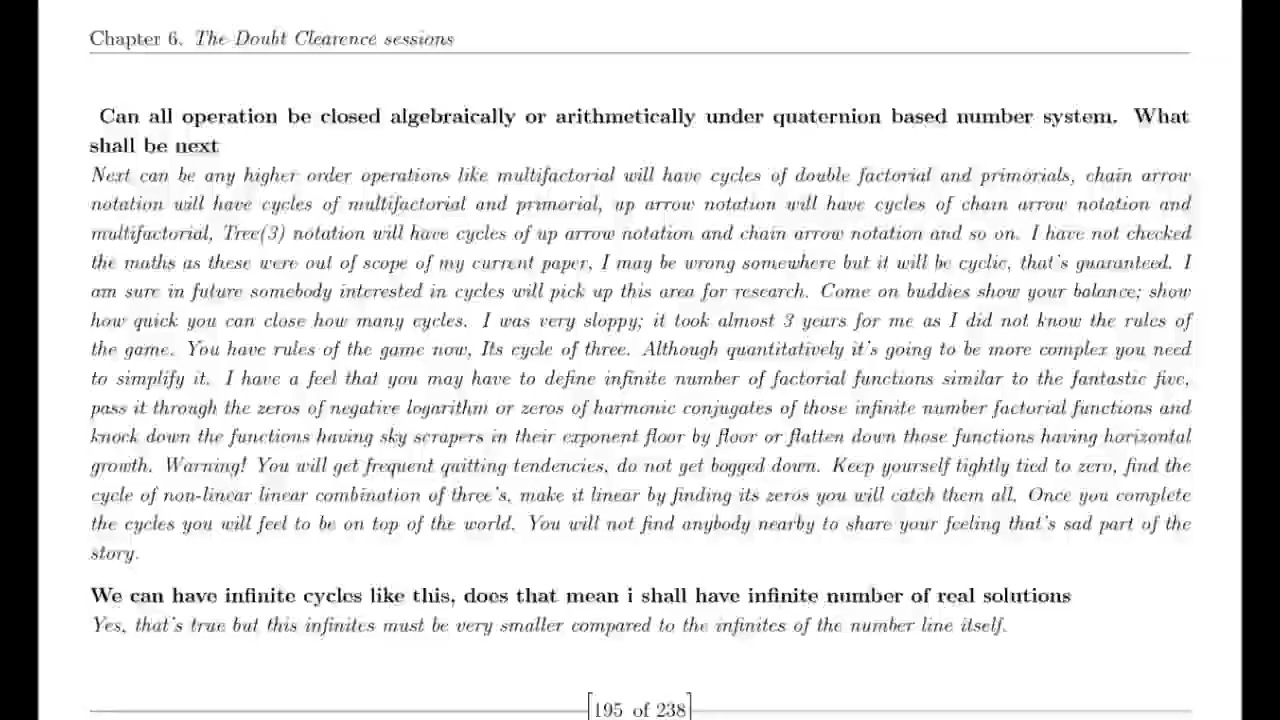 Chapter 6. The Doubt Clearence sessions
Can all operation be closed algebraically or arithmetically under quaternion based number system. What
shall be next
Next can be any higher order operations like multifactorial will have cycles of double factorial and primorials, chain arrow
notation will have cycles of multifactorial and primorial, up arrow notation will have cycles of chain arrow notation and
multifactorial, Tree(3) notation will have cycles of up arrow notation and chain arrow notation and so on. I have not checked
the maths as these were out of scope of my current paper, I may be wrong somewhere but it will be cyclic, that's guaranteed. I
am sure in future somebody interested in cycles will pick up this area for research. Come on buddies show your balance; show
how quick you can close how many cycles. I was very sloppy; it took almost 3 years for me as I did not know the rules of
the game. You have rules of the game now, Its cycle of three. Although quantitatively it's going to be more complex you need
to simplify it. I have a feel that you may have to define infinite number of factorial functions similar to the fantastic five,
pass it through the zeros of negative logarithm or zeros of harmonic conjugates of those infinite number factorial functions and
knock down the functions having sky scrapers in their exponent floor by floor or flatten down those functions having horizontal
growth. Warning! You will get frequent quitting tendencies, do not get bogged down. Keep yourself tightly tied to zero, find the
cycle of non-linear linear combination of three's, make it linear by finding its zeros you will catch them all. Once you complete
the cycles you will feel to be on top of the world. You will not find anybody nearby to share your feeling that's sad part of the
story.
We can have infinite cycles like this, does that mean i shall have infinite number of real solutions
Yes, that's true but this infinites must be very smaller compared to the infinites of the number line itself.
[195 of 238]